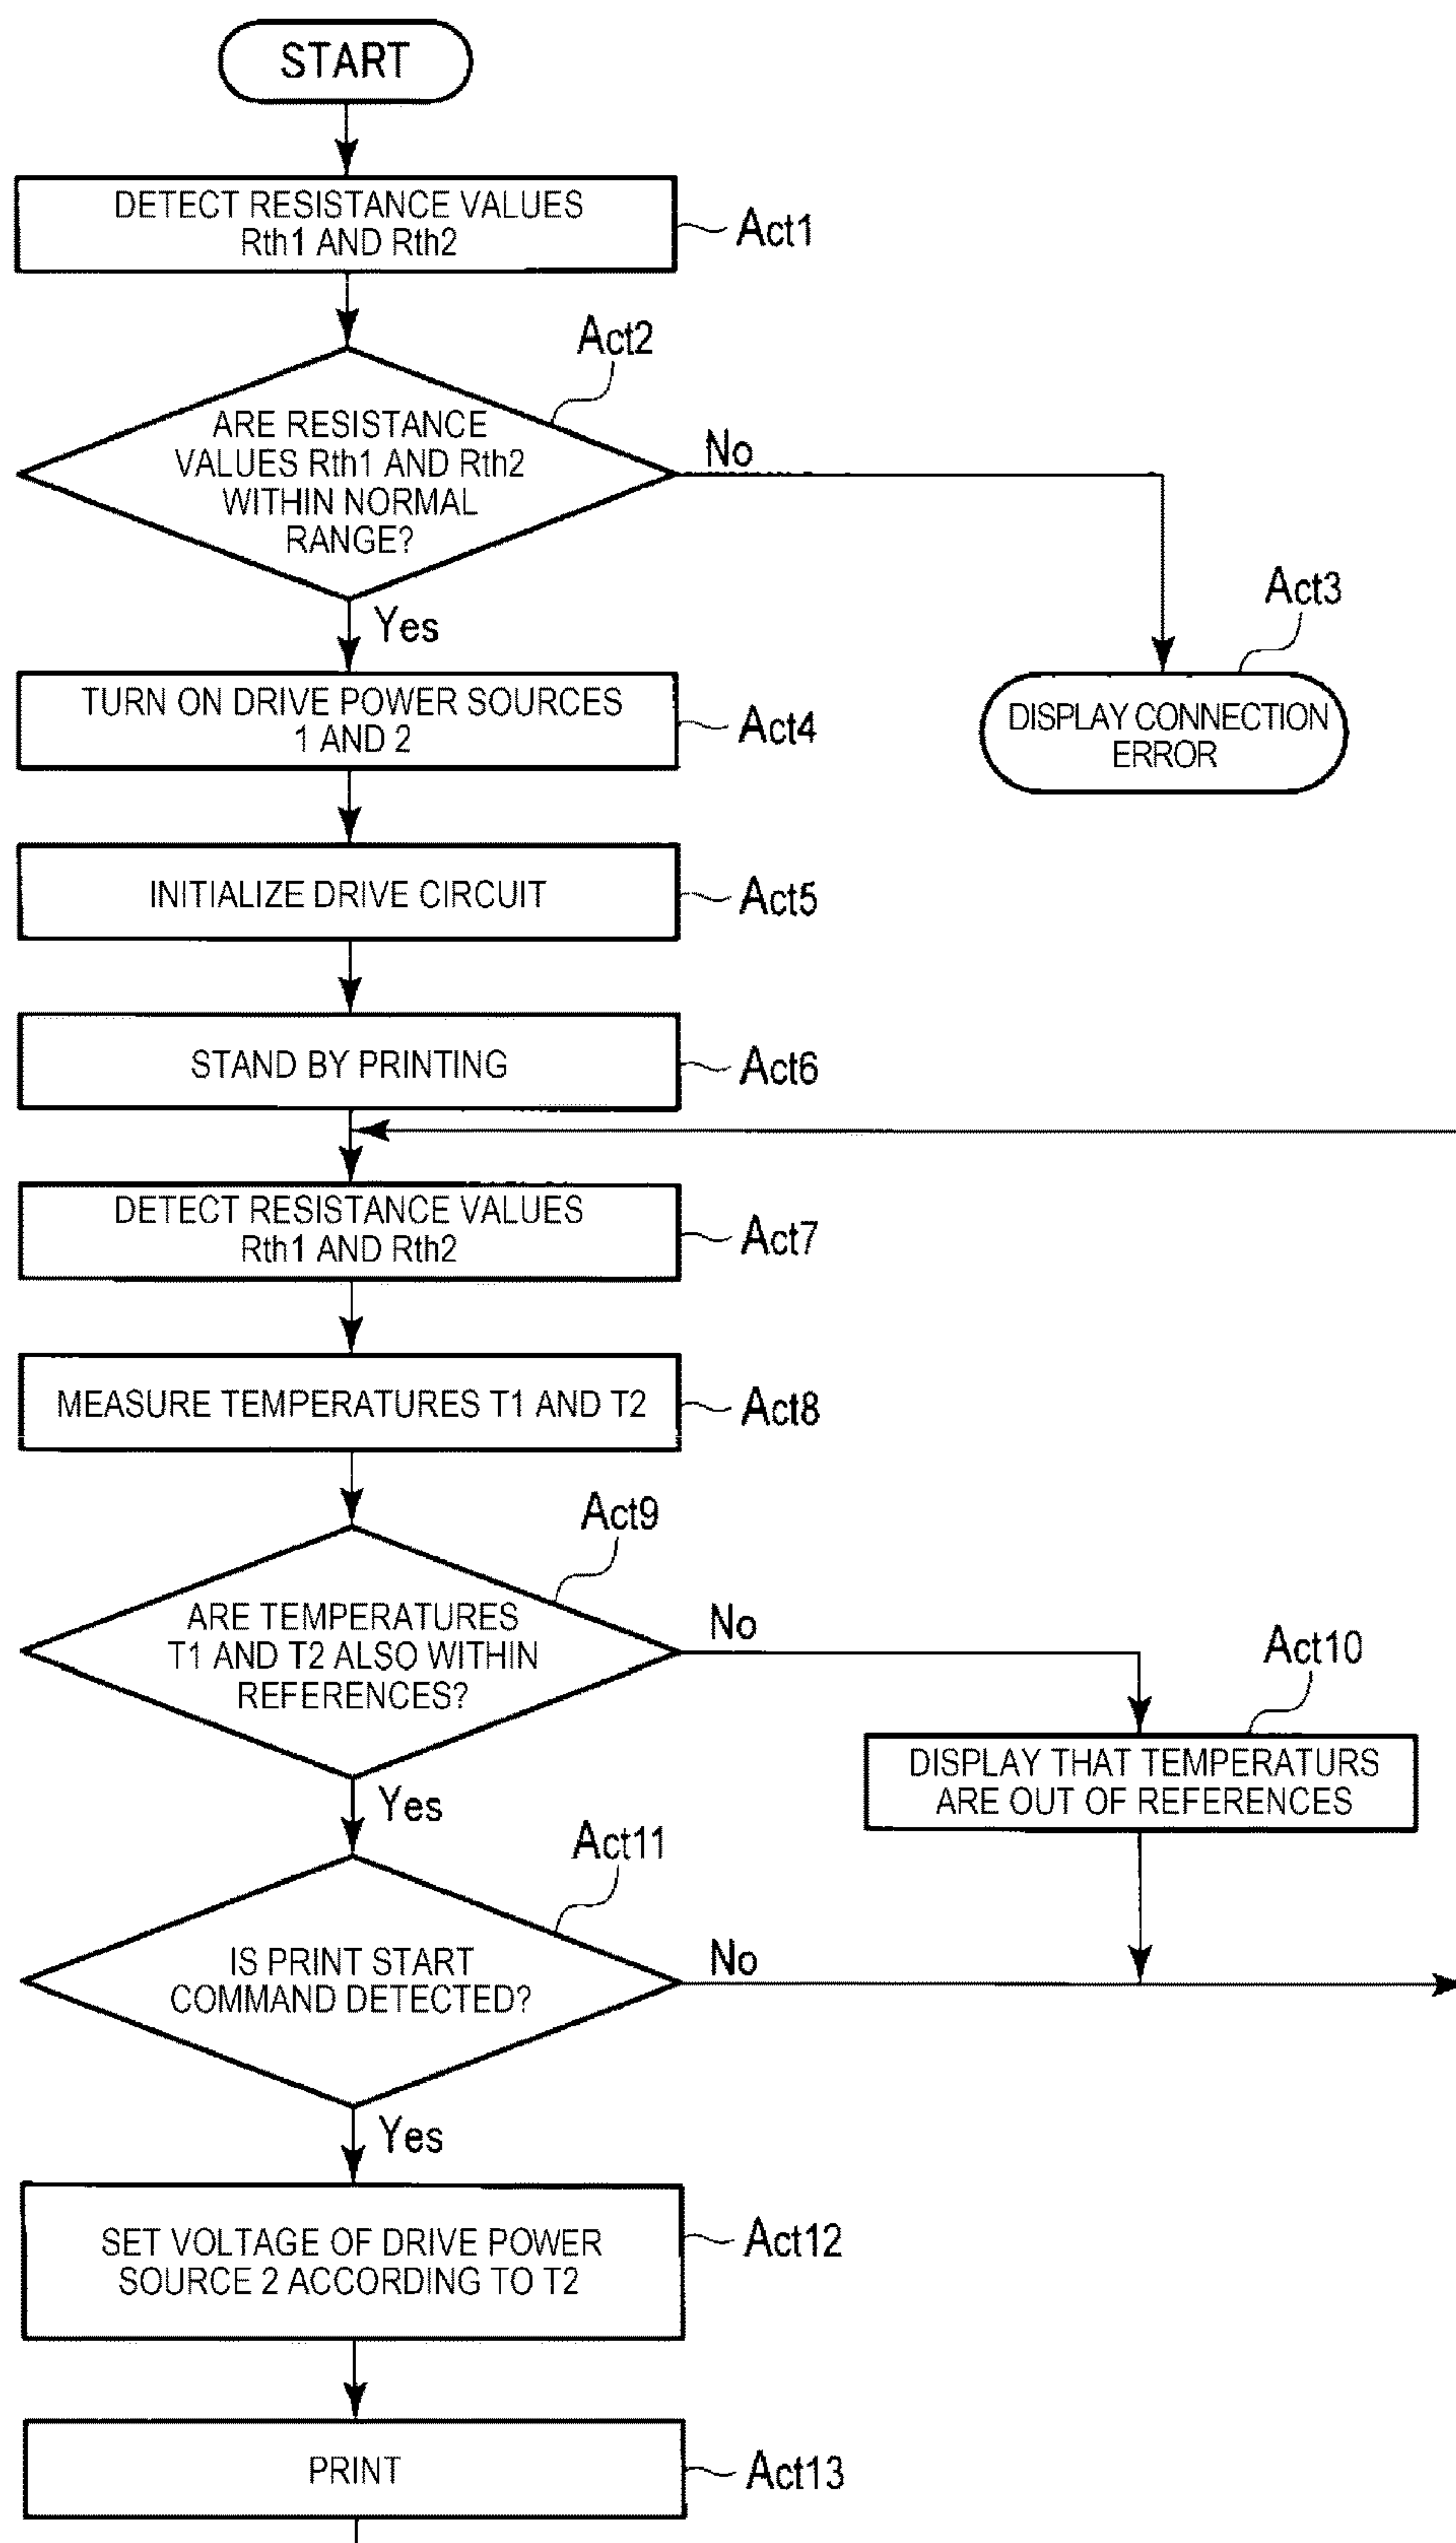 START
DETECT RESISTANCE VALUES
Rth1 AND Rth2
Act1
Act2
ARE RESISTANCE
VALUES Rth1 AND Rth2
WITHIN NORMAL
RANGE?
No
Yes
Act3
DISPLAY CONNECTION
ERROR
TURN ON DRIVE POWER SOURCES
1 AND 2
Act4
INITIALIZE DRIVE CIRCUIT
Act5
STAND BY PRINTING
Act6
DETECT RESISTANCE VALUES
Rth1 AND Rth2
Act7
MEASURE TEMPERATURES T1 AND T2
Act8
Act9
ARE TEMPERATURES
T1 AND T2 ALSO WITHIN
REFERENCES?
No
Yes
Act10
DISPLAY THAT TEMPERATURS
ARE OUT OF REFERENCES
Act11
IS PRINT START
COMMAND DETECTED?
No
Yes
SET VOLTAGE OF DRIVE POWER
SOURCE 2 ACCORDING TO T2
Act12
PRINT
Act13